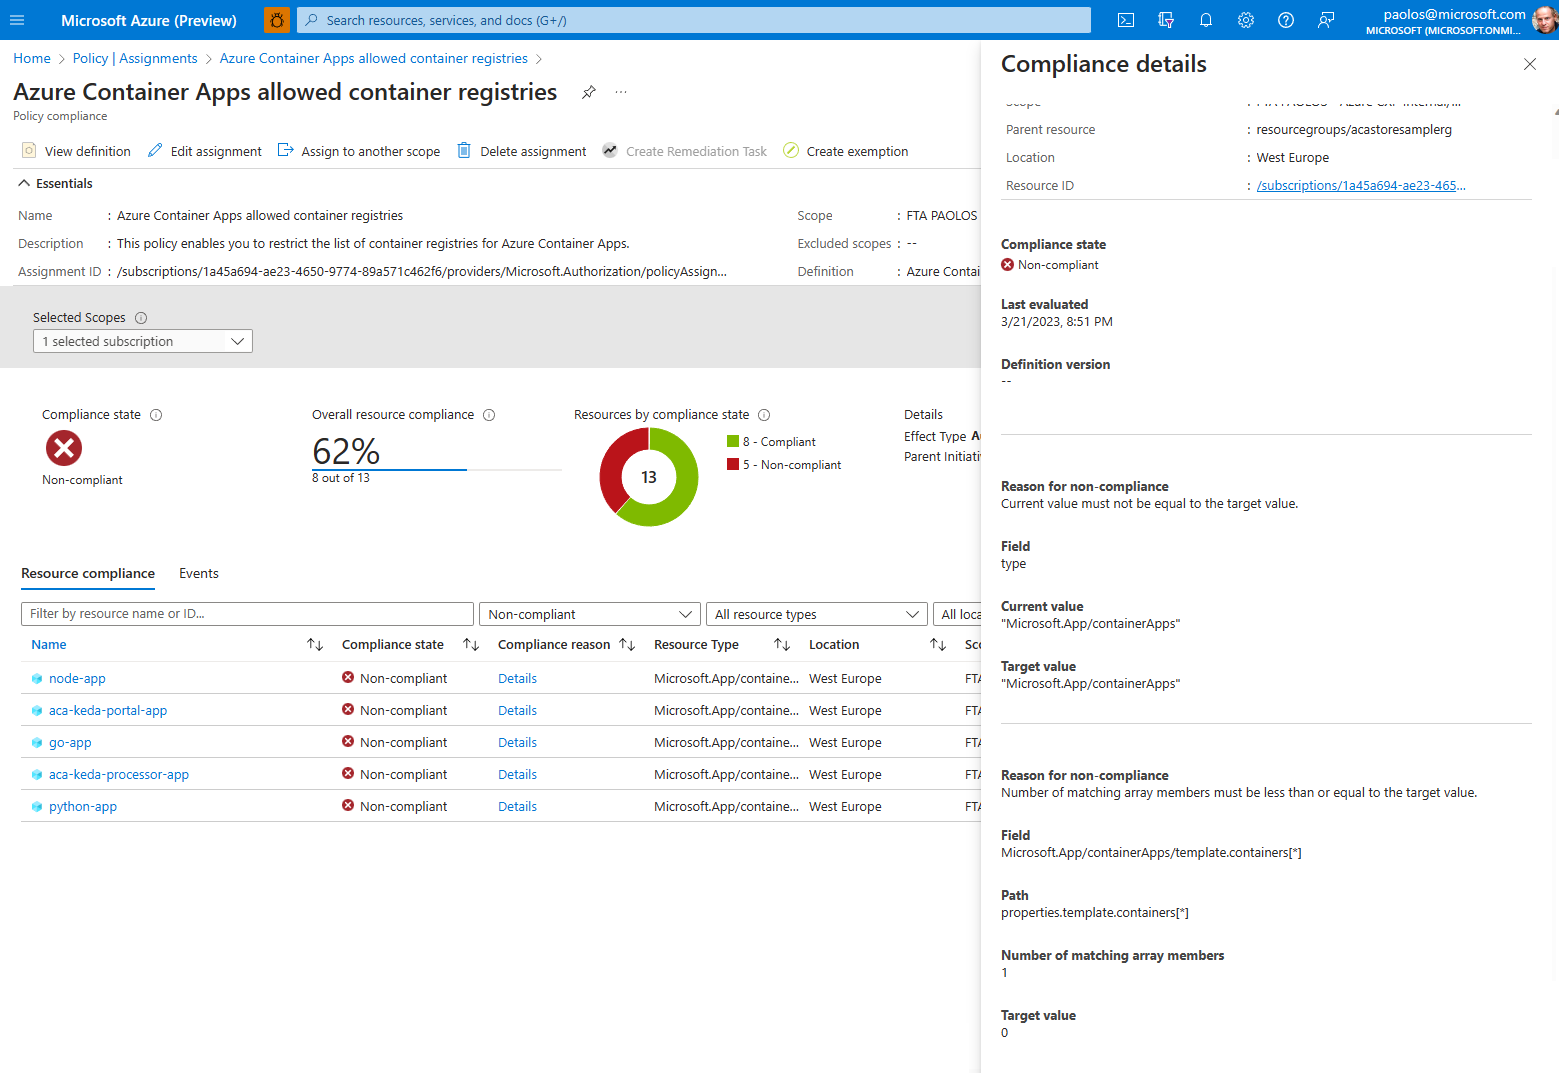 Microsoft Azure (Preview)
Search resources, services, and docs (G+/)
paolos@microsoft.com
MICROSOFT (MICROSOFT.ONMI...
Home > Policy | Assignments > Azure Container Apps allowed container registries >
Azure Container Apps allowed container registries
...
Policy compliance
View definition
Edit assignment
Assign to another scope
Delete assignment
Create Remediation Task
Create exemption
Essentials
Name : Azure Container Apps allowed container registries
Description : This policy enables you to restrict the list of container registries for Azure Container Apps.
Assignment ID : /subscriptions/1a45a694-ae23-4650-9774-89a571c462f6/providers/Microsoft.Authorization/policyAssign...
Scope : FTA PAOLOS
Excluded scopes : --
Definition : Azure Contai
Selected Scopes
1 selected subscription
Compliance state
Non-compliant
Overall resource compliance
62%
8 out of 13
Resources by compliance state
13
8 - Compliant
5 - Non-compliant
Details
Effect Type
Parent Initiati
Resource compliance
Events
Filter by resource name or ID...
Non-compliant
All resource types
All loca
Name Compliance state Compliance reason Resource Type Location Sc
node-app Non-compliant Details Microsoft.App/containe... West Europe FTA
aca-keda-portal-app Non-compliant Details Microsoft.App/containe... West Europe FTA
go-app Non-compliant Details Microsoft.App/containe... West Europe FTA
aca-keda-processor-app Non-compliant Details Microsoft.App/containe... West Europe FTA
python-app Non-compliant Details Microsoft.App/containe... West Europe FTA
Compliance details
Parent resource : resourcegroups/acastoresamplerg
Location : West Europe
Resource ID : /subscriptions/1a45a694-ae23-465...
Compliance state
Non-compliant
Last evaluated
3/21/2023, 8:51 PM
Definition version
--
Reason for non-compliance
Current value must not be equal to the target value.
Field
type
Current value
"Microsoft.App/containerApps"
Target value
"Microsoft.App/containerApps"
Reason for non-compliance
Number of matching array members must be less than or equal to the target value.
Field
Microsoft.App/containerApps/template.containers[*]
Path
properties.template.containers[*]
Number of matching array members
1
Target value
0